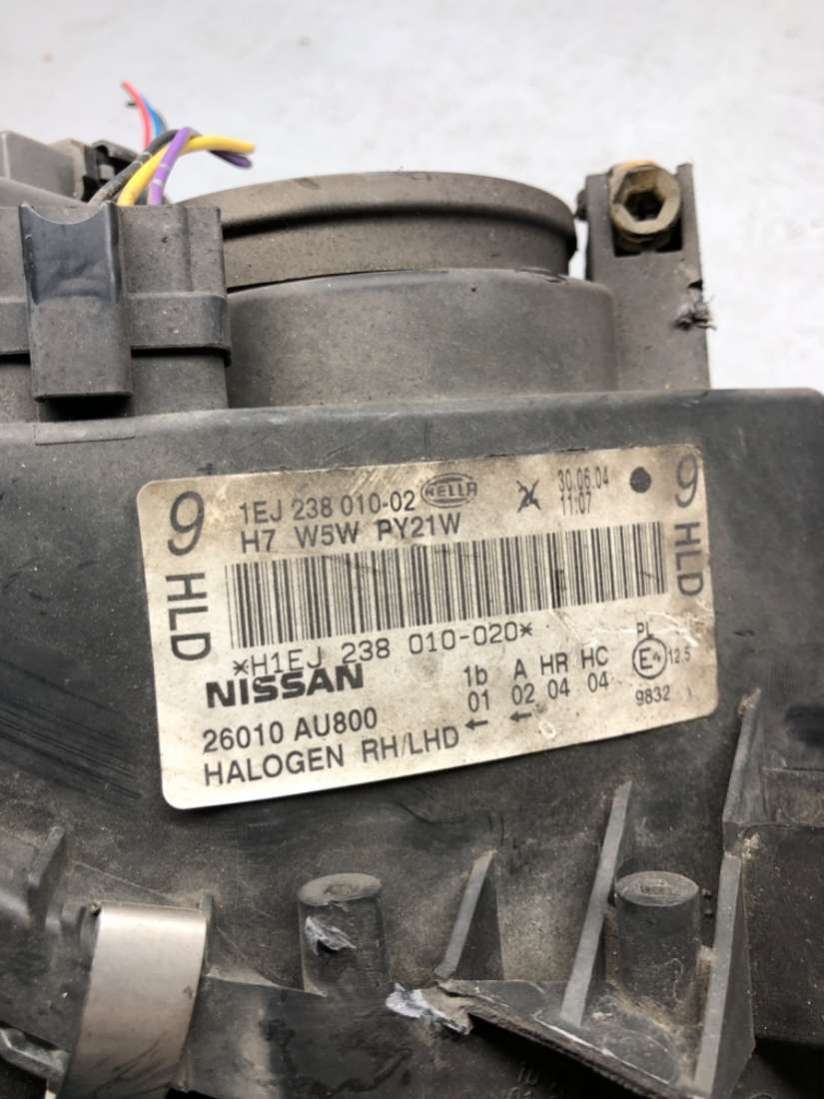 9 HLD
1EJ 238 010-02 HELLA
H7 W5W PY21W
30.06.04
11:07
9 HLD
*H1EJ 238 010-020*
NISSAN
26010 AU800
HALOGEN RH/LHD
1b A HR HC
01 02 04 04
← ←
PL
E4 12.5
9832